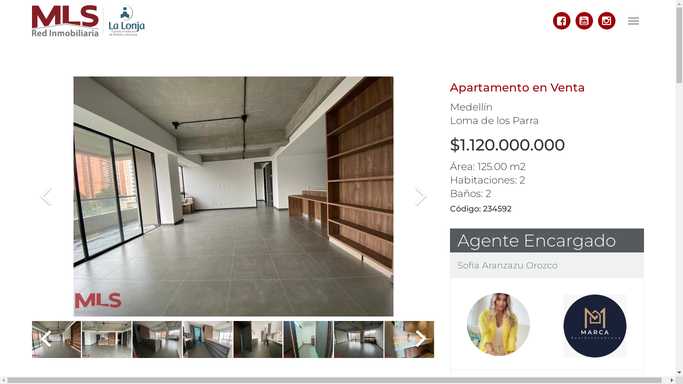 MLS
Red Inmobiliaria
La Lonja
Apartamento en Venta
Medellín
Loma de los Parra
$1.120.000.000
Área: 125.00 m2
Habitaciones: 2
Baños: 2
Código: 234592
MLS
Agente Encargado
Sofia Aranzazu Orozco
MARCA